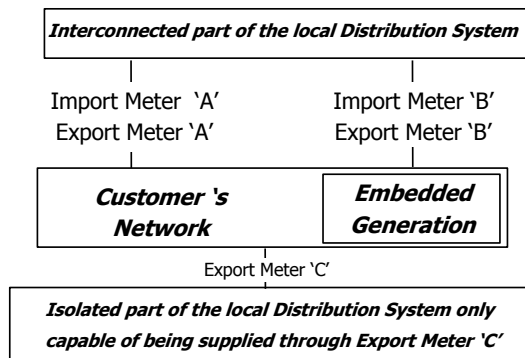 Interconnected part of the local Distribution System
Import Meter ‘A’ Import Meter ‘B’
Export Meter ‘A’ Export Meter ‘B’
Customer ‘s Embedded
Network Generation
Export Meter ‘C’
Isolated part of the local Distribution System only
capable of being supplied through Export Meter ‘C’